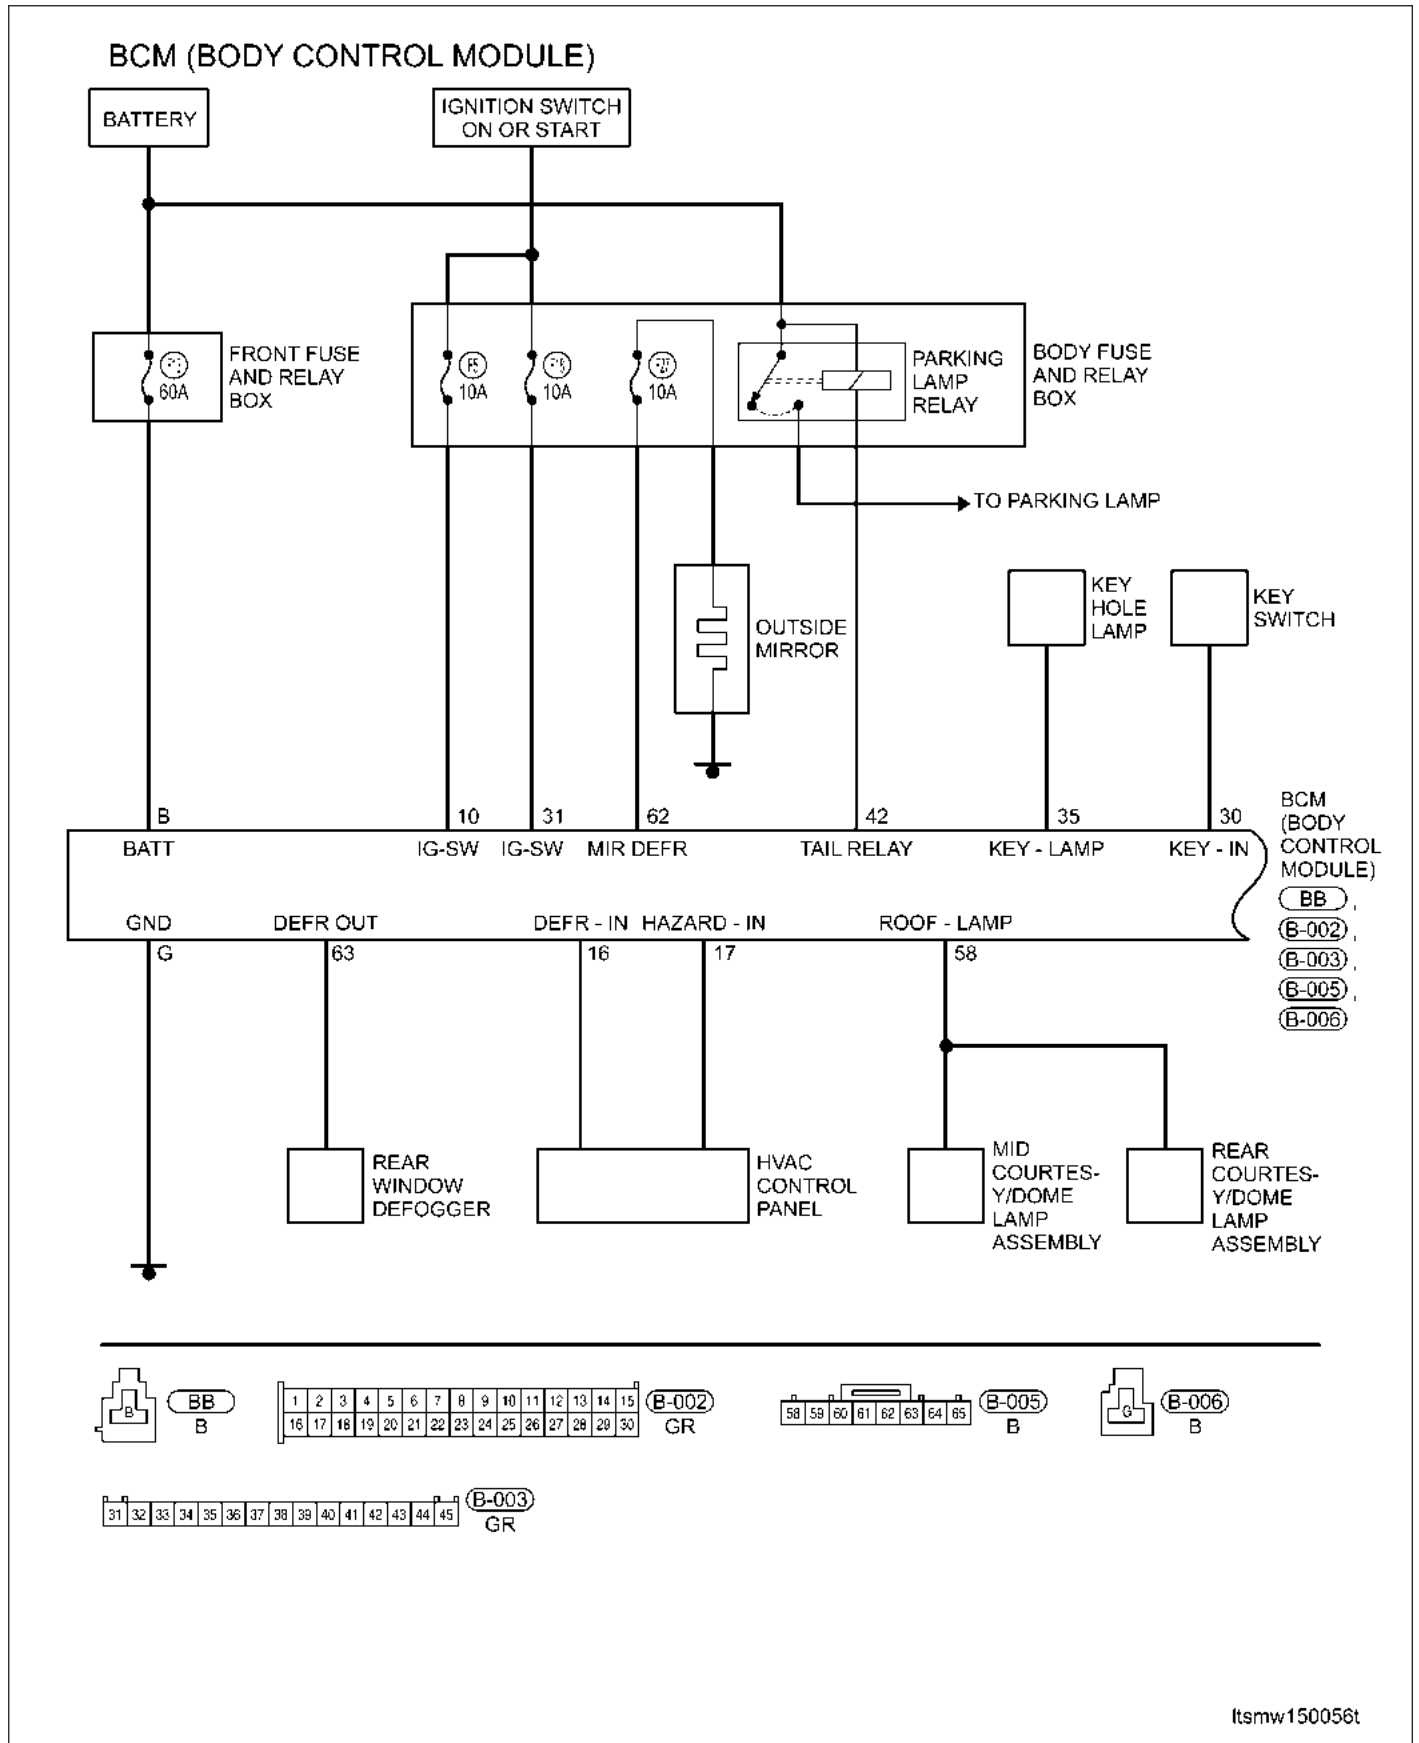 BCM (BODY CONTROL MODULE)
BATTERY
IGNITION SWITCH
ON OR START
60A
FRONT FUSE
AND RELAY
BOX
F5
10A
10A
F27
10A
PARKING
LAMP
RELAY
BODY FUSE
AND RELAY
BOX
TO PARKING LAMP
OUTSIDE
MIRROR
KEY
HOLE
LAMP
KEY
SWITCH
B 10 31 62 42 35 30
BATT IG-SW IG-SW MIR DEFR TAIL RELAY KEY - LAMP KEY - IN
BCM
(BODY
CONTROL
MODULE)
BB ,
B-002 ,
B-003 ,
B-005 ,
B-006
GND DEFR OUT DEFR - IN HAZARD - IN ROOF - LAMP
G 63 16 17 58
REAR
WINDOW
DEFOGGER
HVAC
CONTROL
PANEL
MID
COURTES-
Y/DOME
LAMP
ASSEMBLY
REAR
COURTES-
Y/DOME
LAMP
ASSEMBLY
B
BB
B
1 2 3 4 5 6 7 8 9 10 11 12 13 14 15
16 17 18 19 20 21 22 23 24 25 26 27 28 29 30
B-002
GR
58 59 60 61 62 63 64 65
B-005
B
G
B-006
B
31 32 33 34 35 36 37 38 39 40 41 42 43 44 45
B-003
GR
ltsmw150056t